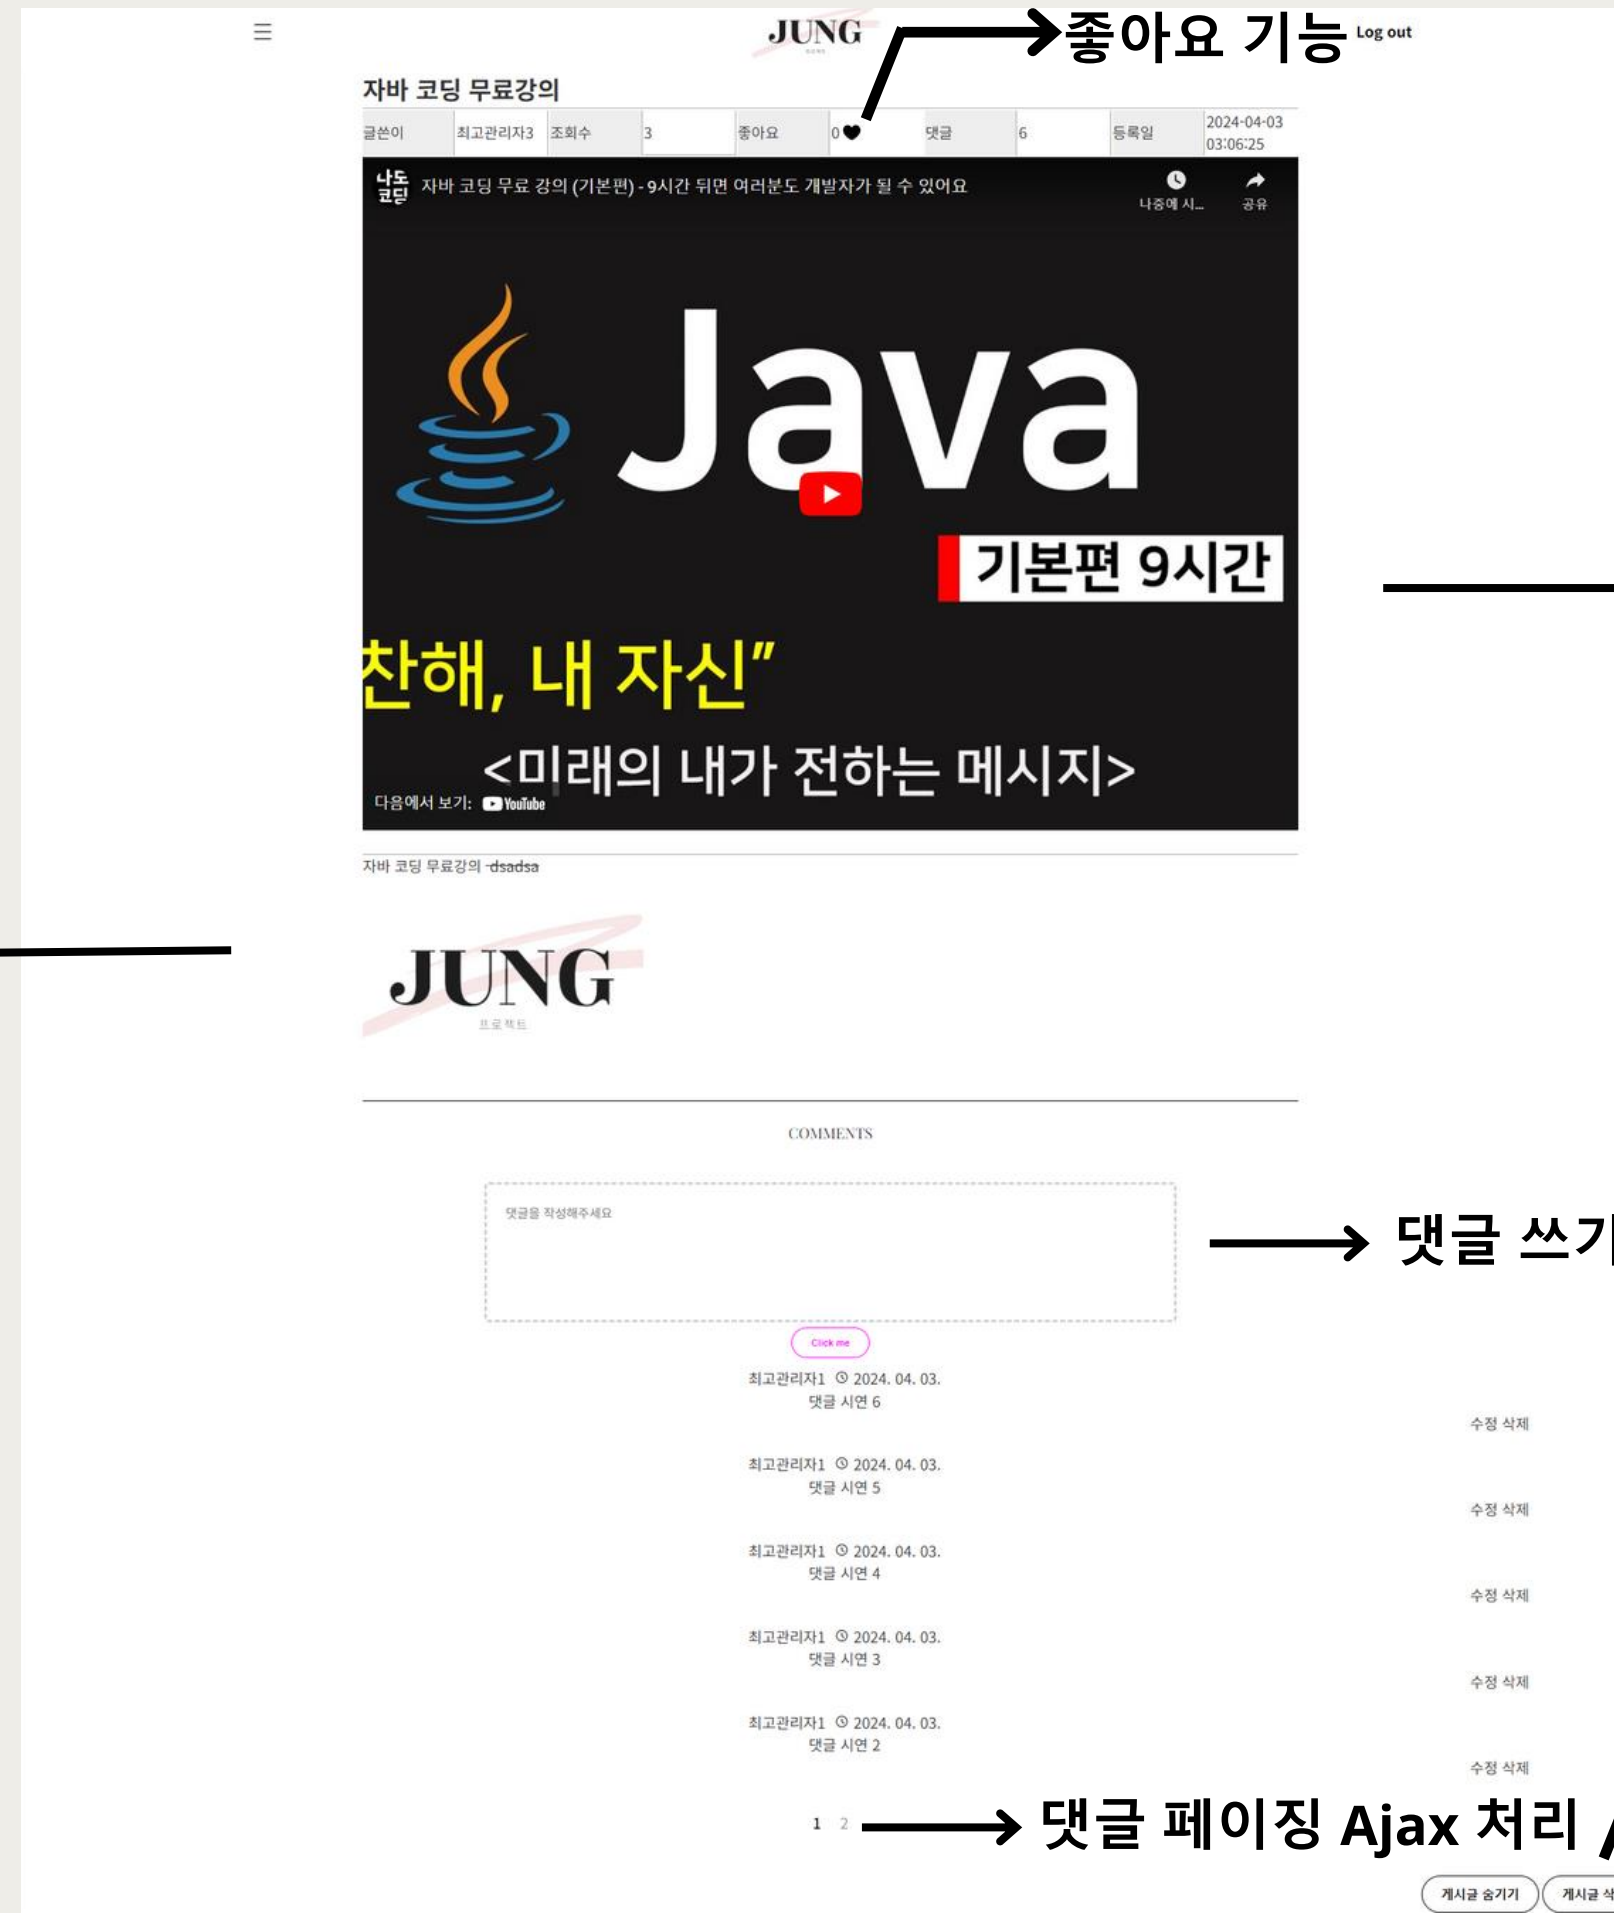 JUNG
좋아요 기능
Log out
자바 코딩 무료강의
글쓴이 최고관리자3 조회수 3 좋아요 0 댓글 6 등록일 2024-04-03
03:06:25
나도
코딩
자바 코딩 무료 강의 (기본편) - 9시간 뒤면 여러분도 개발자가 될 수 있어요
나중에 시... 공유
Java
기본편 9시간
찬해, 내 자신”
<미래의 내가 전하는 메시지>
다음에서 보기: YouTube
자바 코딩 무료강의 dsadsa
JUNG
프로젝트
COMMENTS
댓글을 작성해주세요
댓글 쓰기
Click me
최고관리자1 2024. 04. 03.
댓글 시연 6
수정 삭제
최고관리자1 2024. 04. 03.
댓글 시연 5
수정 삭제
최고관리자1 2024. 04. 03.
댓글 시연 4
수정 삭제
최고관리자1 2024. 04. 03.
댓글 시연 3
수정 삭제
최고관리자1 2024. 04. 03.
댓글 시연 2
수정 삭제
1 2
댓글 페이징 Ajax 처리
게시글 숨기기 게시글